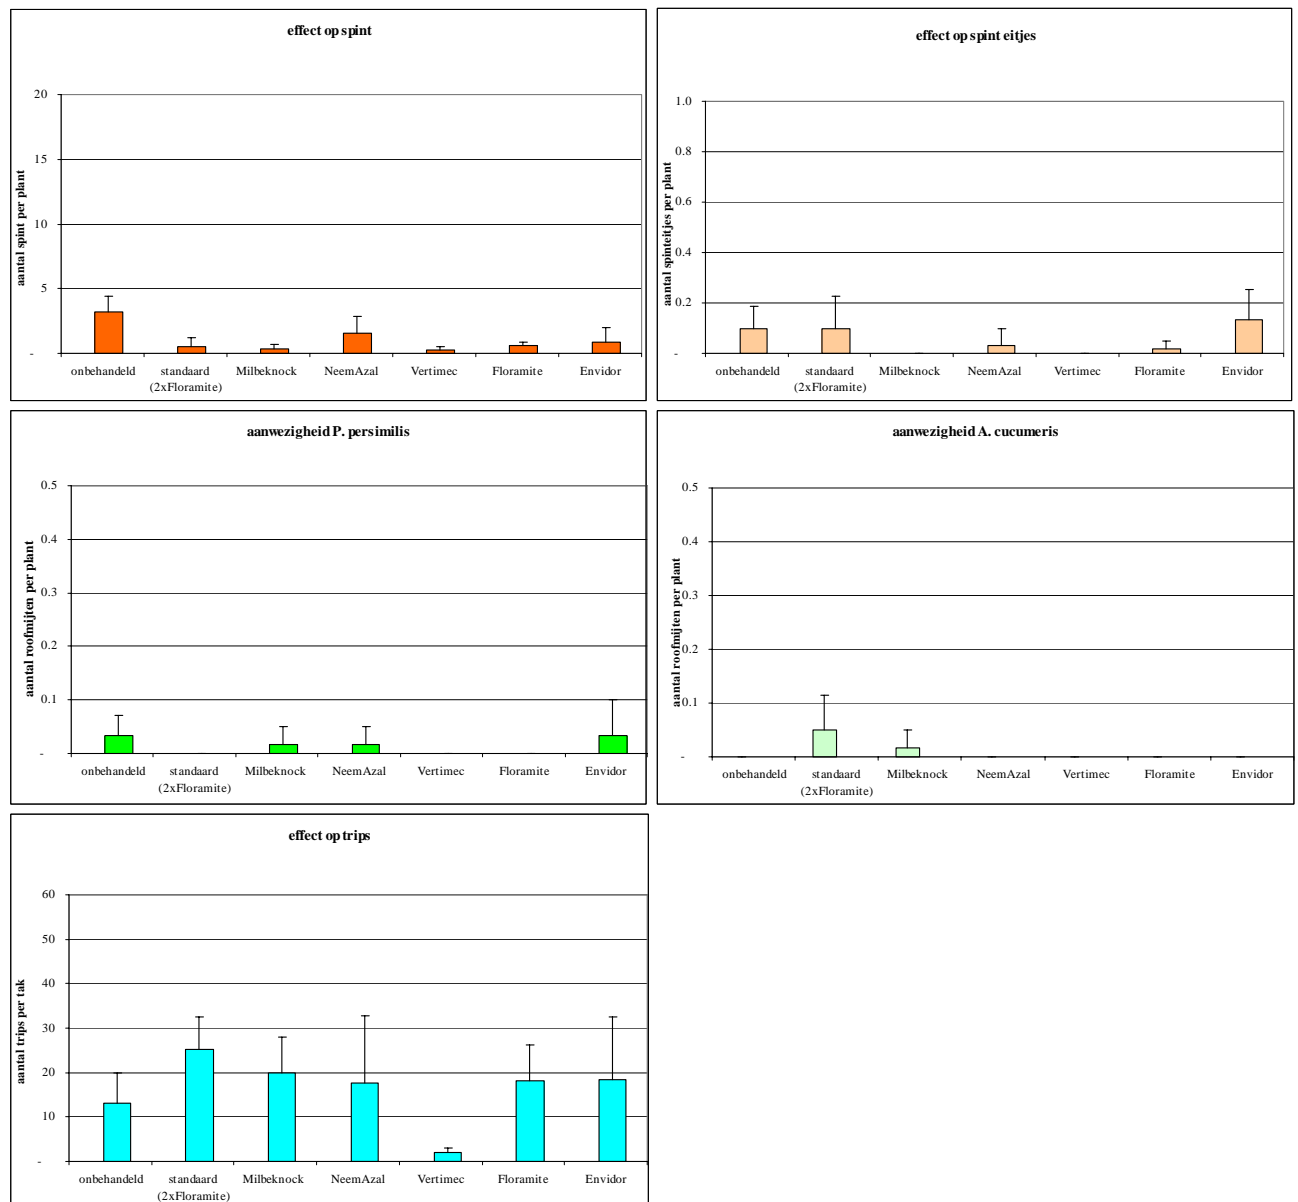 effect op spint
aantal spint per plant
20
15
10
5
-
onbehandeld standaard Milbeknock NeemAzal Vertimec Floramite Envidor
(2xFloramite)
effect op spint eitjes
aantal spinteitjes per plant
1.0
0.8
0.6
0.4
0.2
-
onbehandeld standaard Milbeknock NeemAzal Vertimec Floramite Envidor
(2xFloramite)
aanwezigheid P. persimilis
aantal roofmijten per plant
0.5
0.4
0.3
0.2
0.1
-
onbehandeld standaard Milbeknock NeemAzal Vertimec Floramite Envidor
(2xFloramite)
aanwezigheid A. cucumeris
aantal roofmijten per plant
0.5
0.4
0.3
0.2
0.1
-
onbehandeld standaard Milbeknock NeemAzal Vertimec Floramite Envidor
(2xFloramite)
effect op trips
aantal trips per tak
60
50
40
30
20
10
-
onbehandeld standaard Milbeknock NeemAzal Vertimec Floramite Envidor
(2xFloramite)